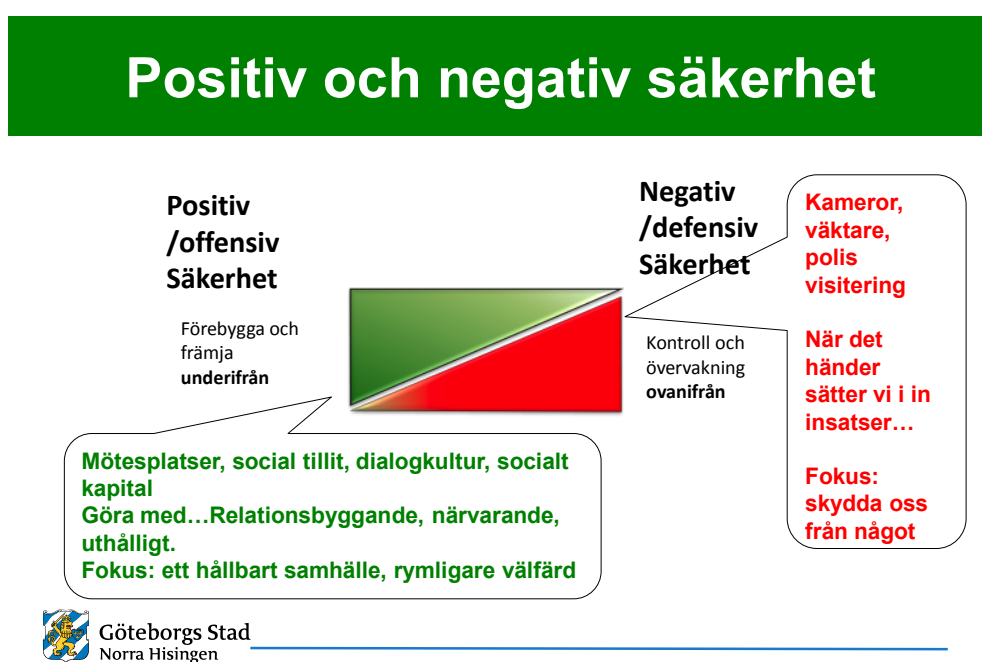 Positiv och negativ säkerhet
Positiv
/offensiv
Säkerhet
Förebygga och
främja
underifrån
Negativ
/defensiv
Säkerhet
Kontroll och
övervakning
ovanifrån
Kameror,
väktare,
polis
visitering
När det
händer
sätter vi i in
insatser…
Fokus:
skydda oss
från något
Mötesplatser, social tillit, dialogkultur, socialt
kapital
Göra med…Relationsbyggande, närvarande,
uthålligt.
Fokus: ett hållbart samhälle, rymligare välfärd
Göteborgs Stad
Norra Hisingen